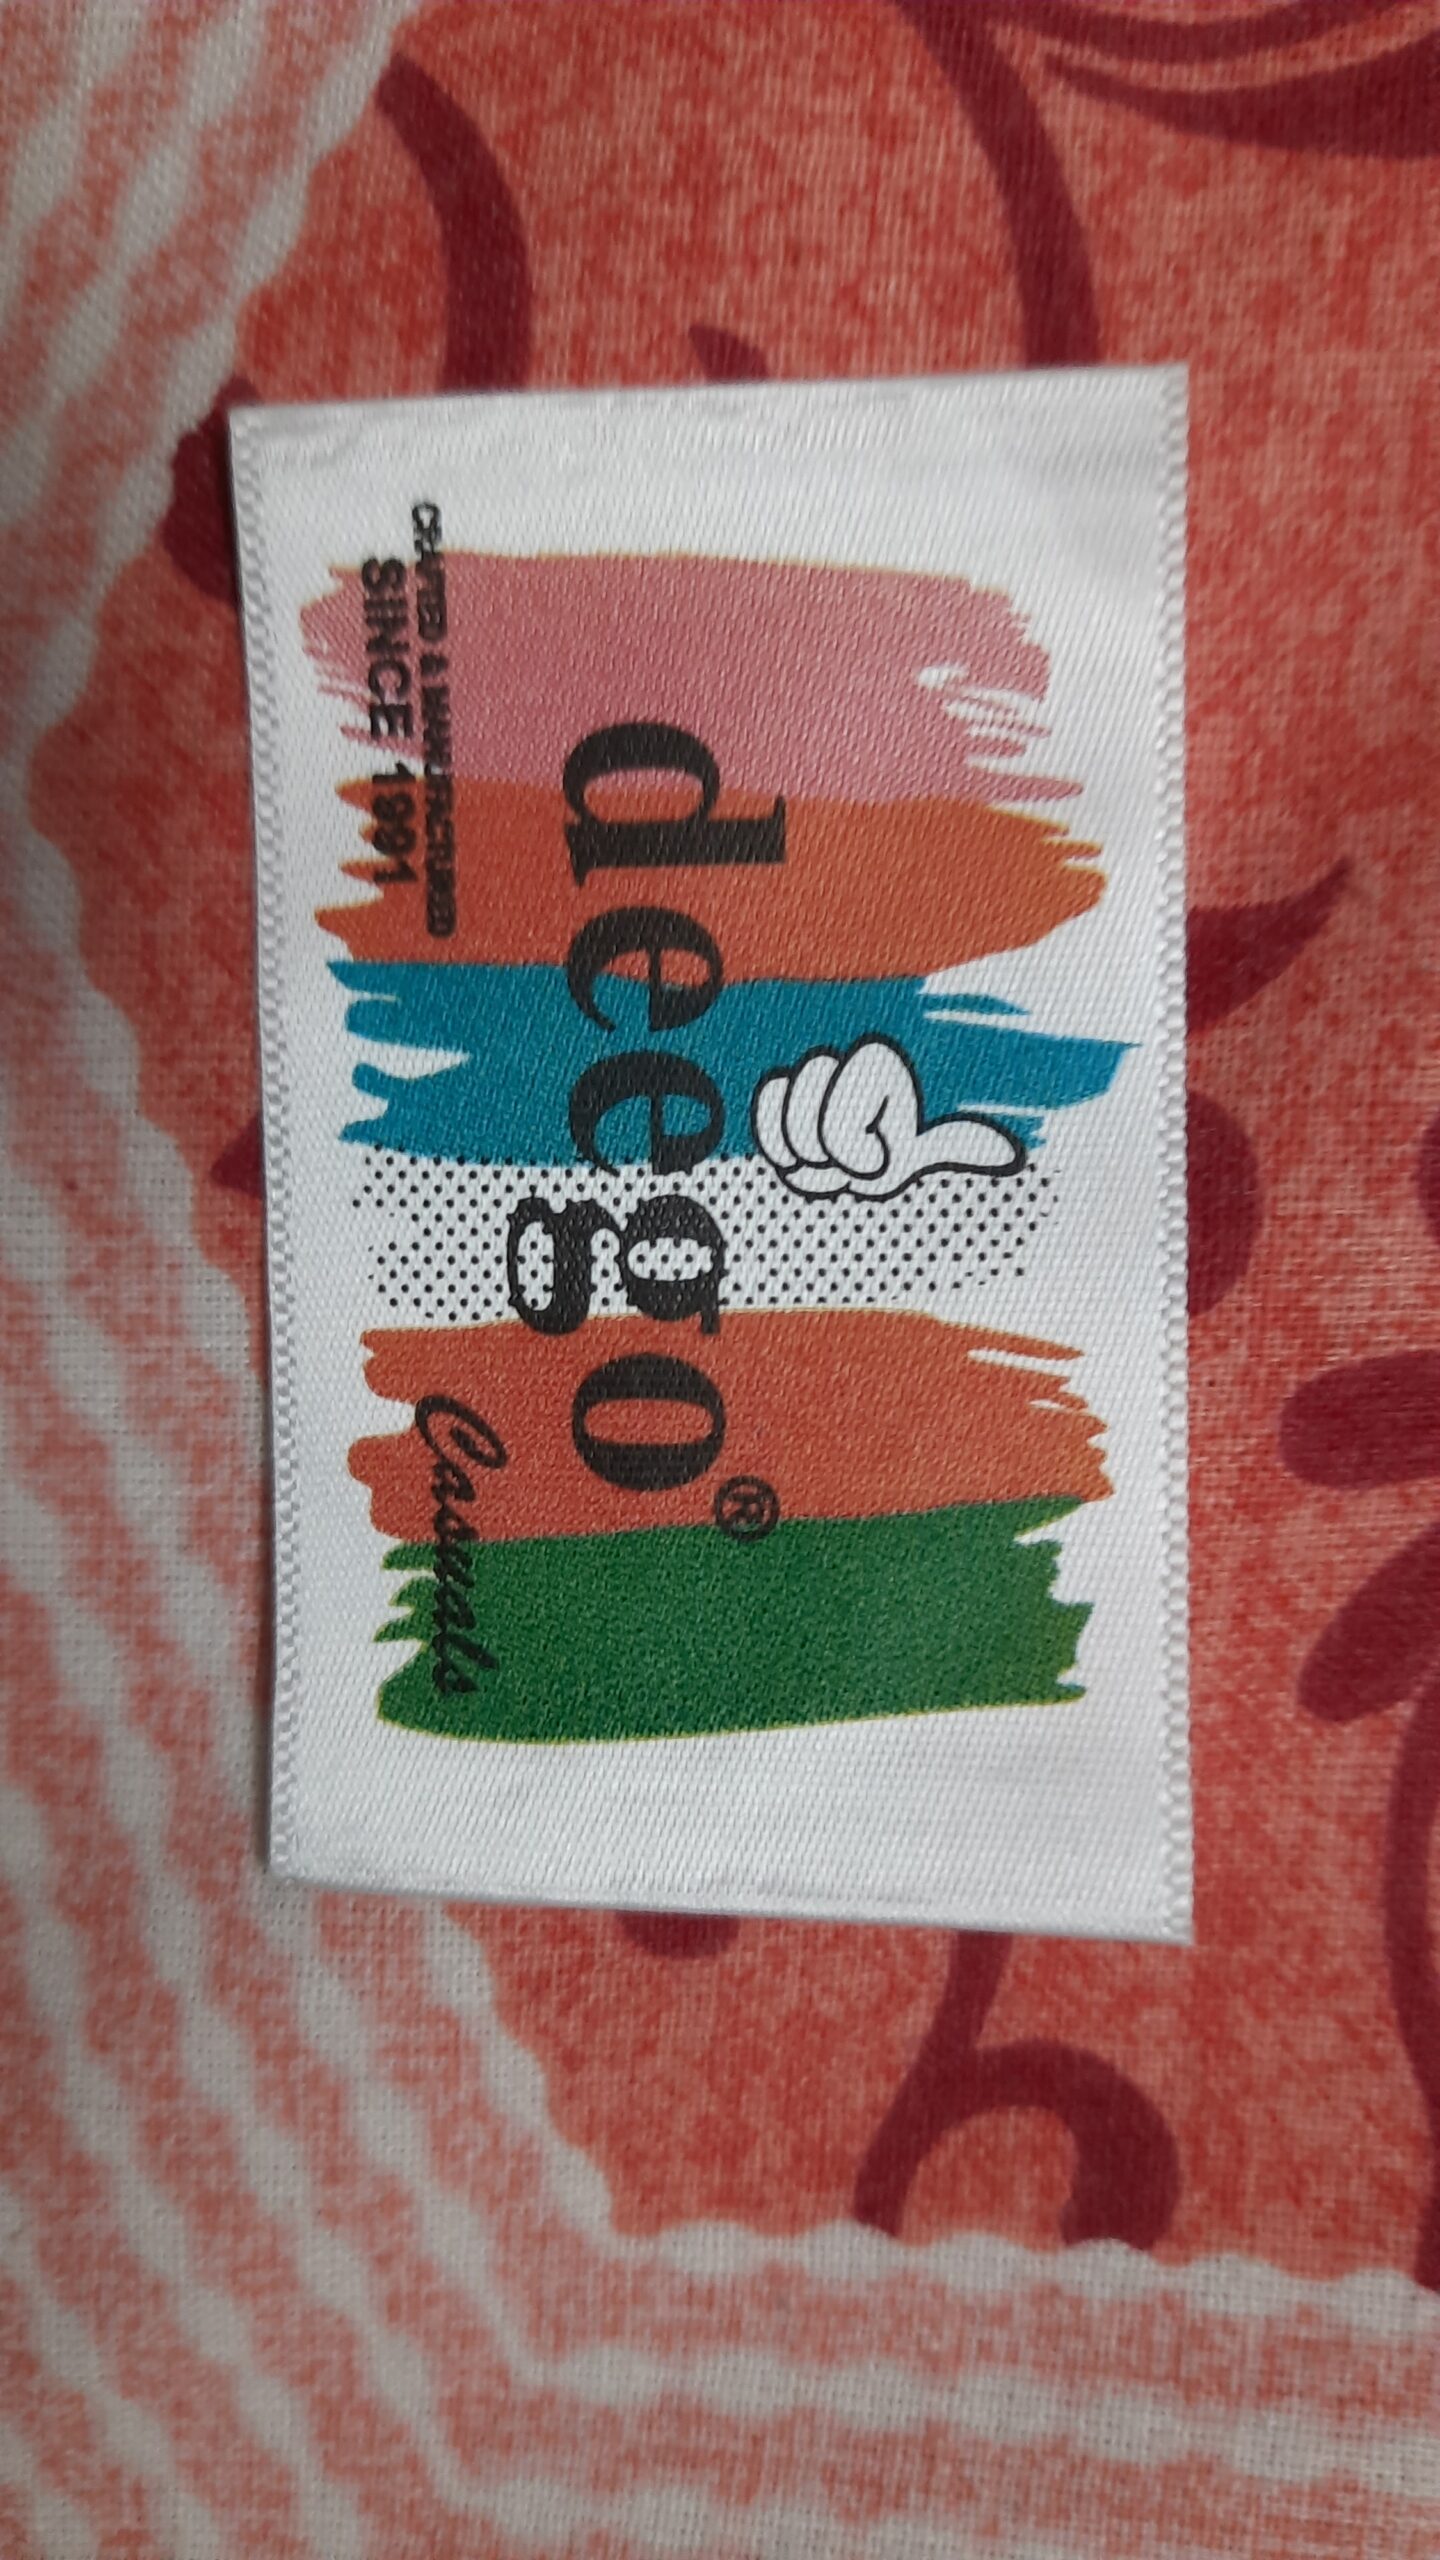 deego®
Casuals
CRAFTED & MANUFACTURED
SINCE 1991